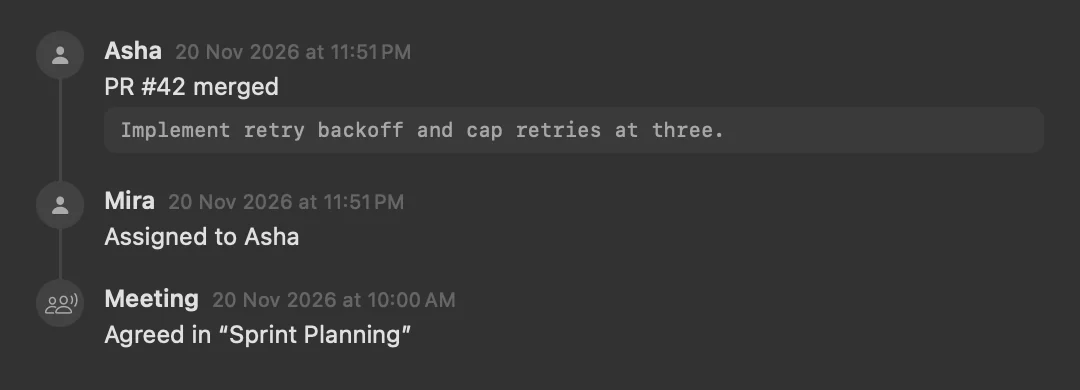 Asha 20 Nov 2026 at 11:51 PM
PR #42 merged
Implement retry backoff and cap retries at three.
Mira 20 Nov 2026 at 11:51 PM
Assigned to Asha
Meeting 20 Nov 2026 at 10:00 AM
Agreed in “Sprint Planning”